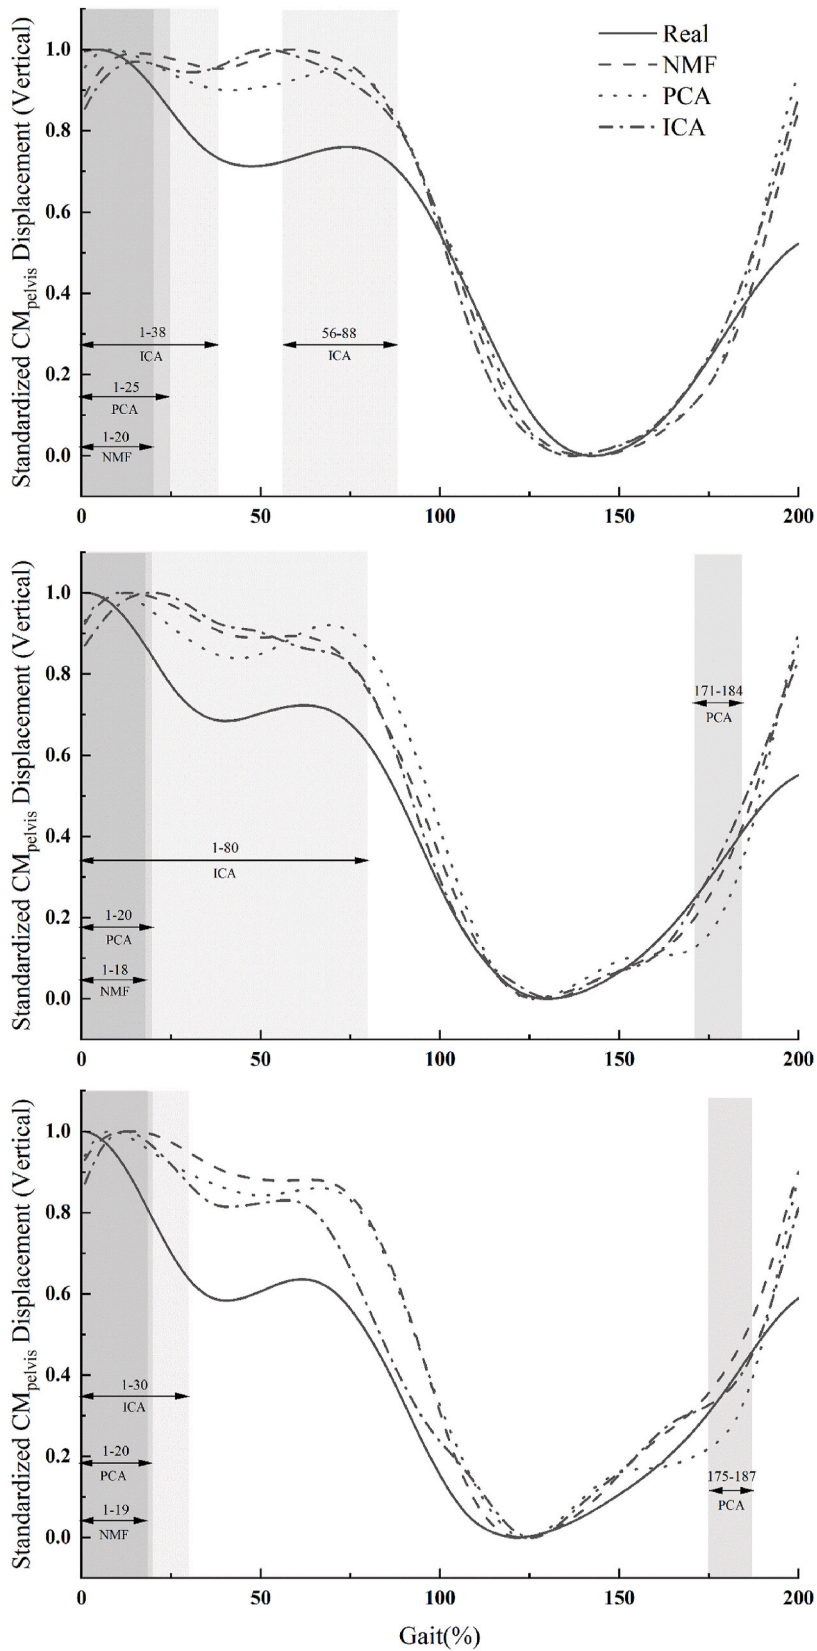 Standardized CMpelvis Displacement (Vertical)
1.0
0.8
0.6
0.4
0.2
0.0
Real
NMF
PCA
ICA
1-38
ICA
56-88
ICA
1-25
PCA
1-20
NMF
0
50
100
150
200
Standardized CMpelvis Displacement (Vertical)
1.0
0.8
0.6
0.4
0.2
0.0
171-184
PCA
1-80
ICA
1-20
PCA
1-18
NMF
0
50
100
150
200
Standardized CMpelvis Displacement (Vertical)
1.0
0.8
0.6
0.4
0.2
0.0
1-30
ICA
1-20
PCA
175-187
PCA
1-19
NMF
0
50
100
150
200
Gait(%)